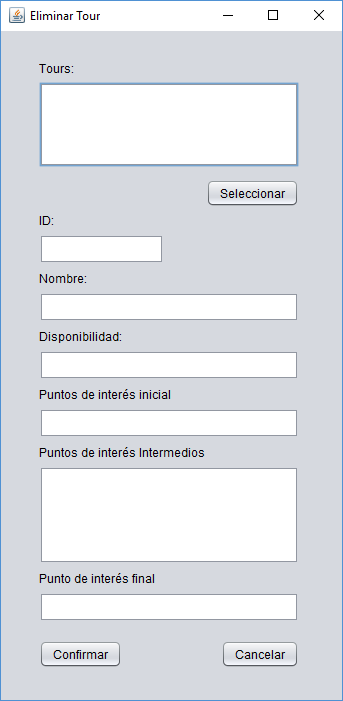 Eliminar Tour
Tours:
Seleccionar
ID:
Nombre:
Disponibilidad:
Puntos de interés inicial
Puntos de interés Intermedios
Punto de interés final
Confirmar
Cancelar